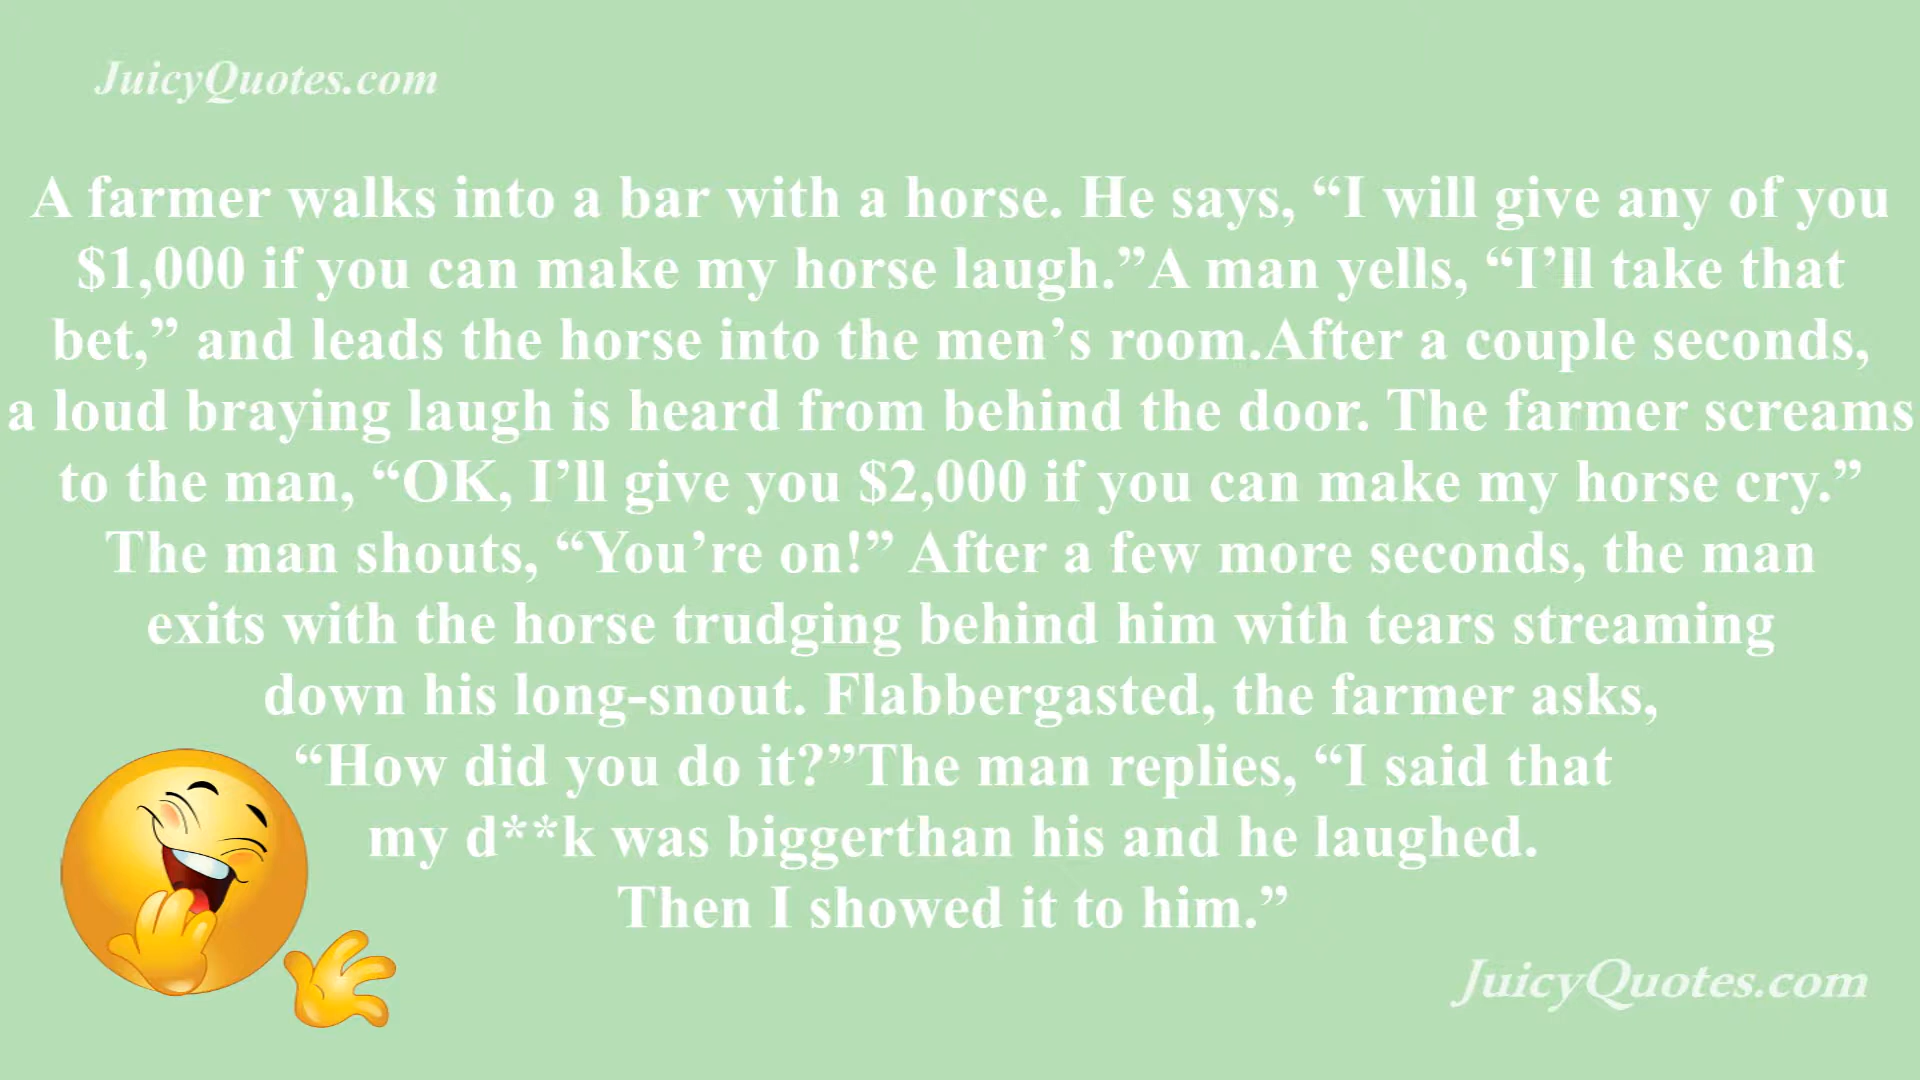 JuicyQuotes.com
A farmer walks into a bar with a horse. He says, “I will give any of you
$1,000 if you can make my horse laugh.”A man yells, “I’ll take that
bet,” and leads the horse into the men’s room.After a couple seconds,
a loud braying laugh is heard from behind the door. The farmer screams
to the man, “OK, I’ll give you $2,000 if you can make my horse cry.”
The man shouts, “You’re on!” After a few more seconds, the man
exits with the horse trudging behind him with tears streaming
down his long-snout. Flabbergasted, the farmer asks,
“How did you do it?”The man replies, “I said that
my d**k was biggerthan his and he laughed.
Then I showed it to him.”
JuicyQuotes.com